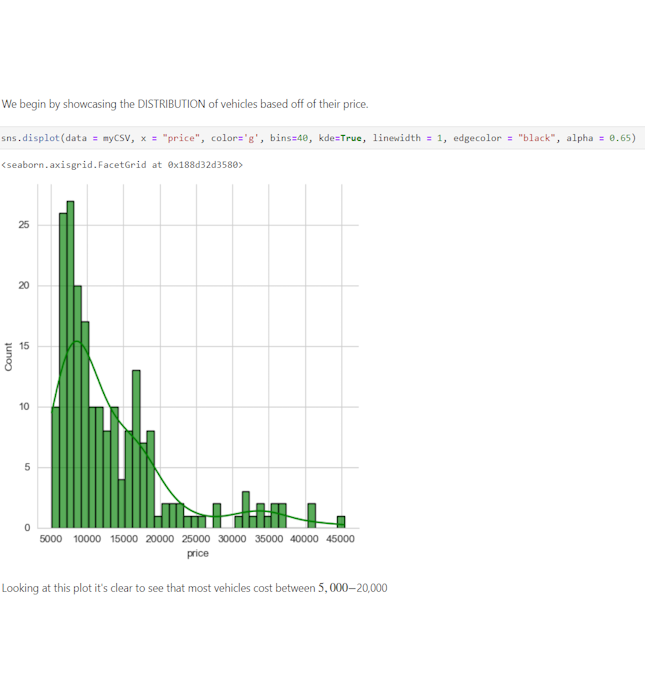 We begin by showcasing the DISTRIBUTION of vehicles based off of their price.
sns.displot(data = myCSV, x = "price", color='g', bins=40, kde=True, linewidth = 1, edgecolor = "black", alpha = 0.65)
<seaborn.axisgrid.FacetGrid at 0x188d32d3580>
25
20
15
10
5
0
Count
5000 10000 15000 20000 25000 30000 35000 40000 45000
price
Looking at this plot it's clear to see that most vehicles cost between 5, 000−20,000